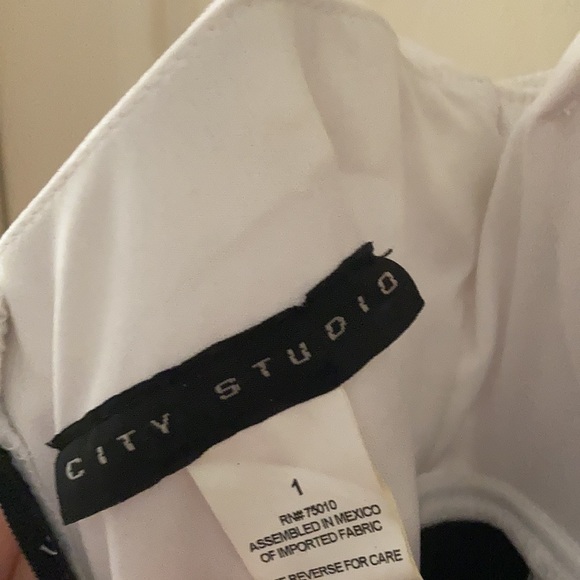 CITY STUDIO
1
RN# 75010
ASSEMBLED IN MEXICO
OF IMPORTED FABRIC
REVERSE FOR CARE